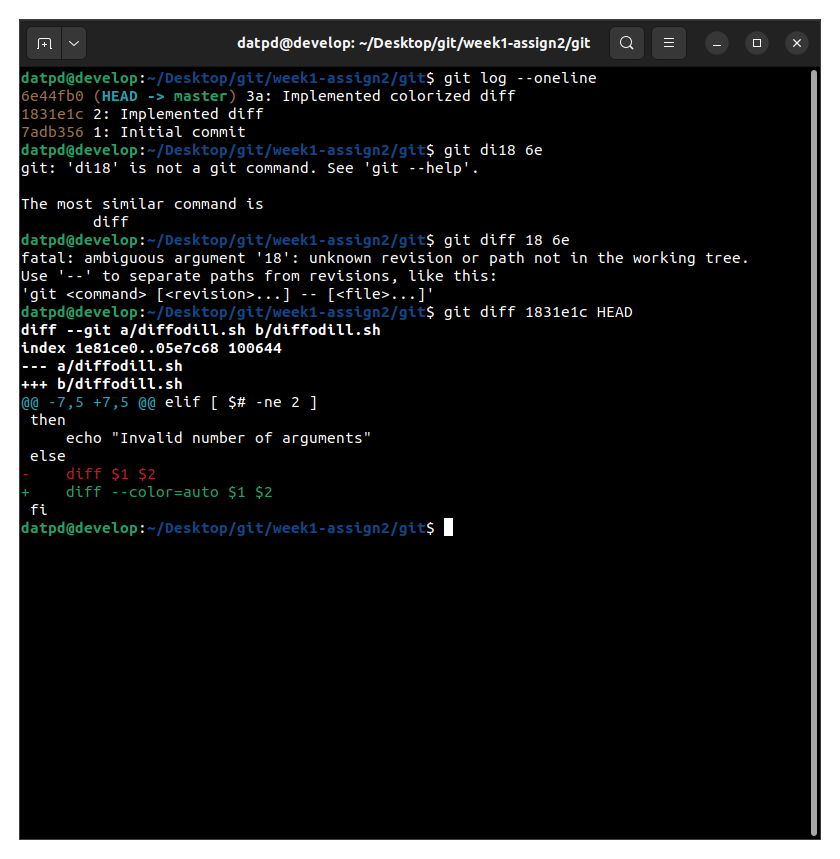 datpd@develop: ~/Desktop/git/week1-assign2/git
datpd@develop:~/Desktop/git/week1-assign2/git$ git log --oneline
6e44fb0 (HEAD -> master) 3a: Implemented colorized diff
1831e1c 2: Implemented diff
7adb356 1: Initial commit
datpd@develop:~/Desktop/git/week1-assign2/git$ git di18 6e
git: 'di18' is not a git command. See 'git --help'.

The most similar command is
        diff
datpd@develop:~/Desktop/git/week1-assign2/git$ git diff 18 6e
fatal: ambiguous argument '18': unknown revision or path not in the working tree.
Use '--' to separate paths from revisions, like this:
'git <command> [<revision>...] -- [<file>...]'
datpd@develop:~/Desktop/git/week1-assign2/git$ git diff 1831e1c HEAD
diff --git a/diffodill.sh b/diffodill.sh
index 1e81ce0..05e7c68 100644
--- a/diffodill.sh
+++ b/diffodill.sh
@@ -7,5 +7,5 @@ elif [ $# -ne 2 ]
 then
     echo "Invalid number of arguments"
 else
-    diff $1 $2
+    diff --color=auto $1 $2
 fi
datpd@develop:~/Desktop/git/week1-assign2/git$